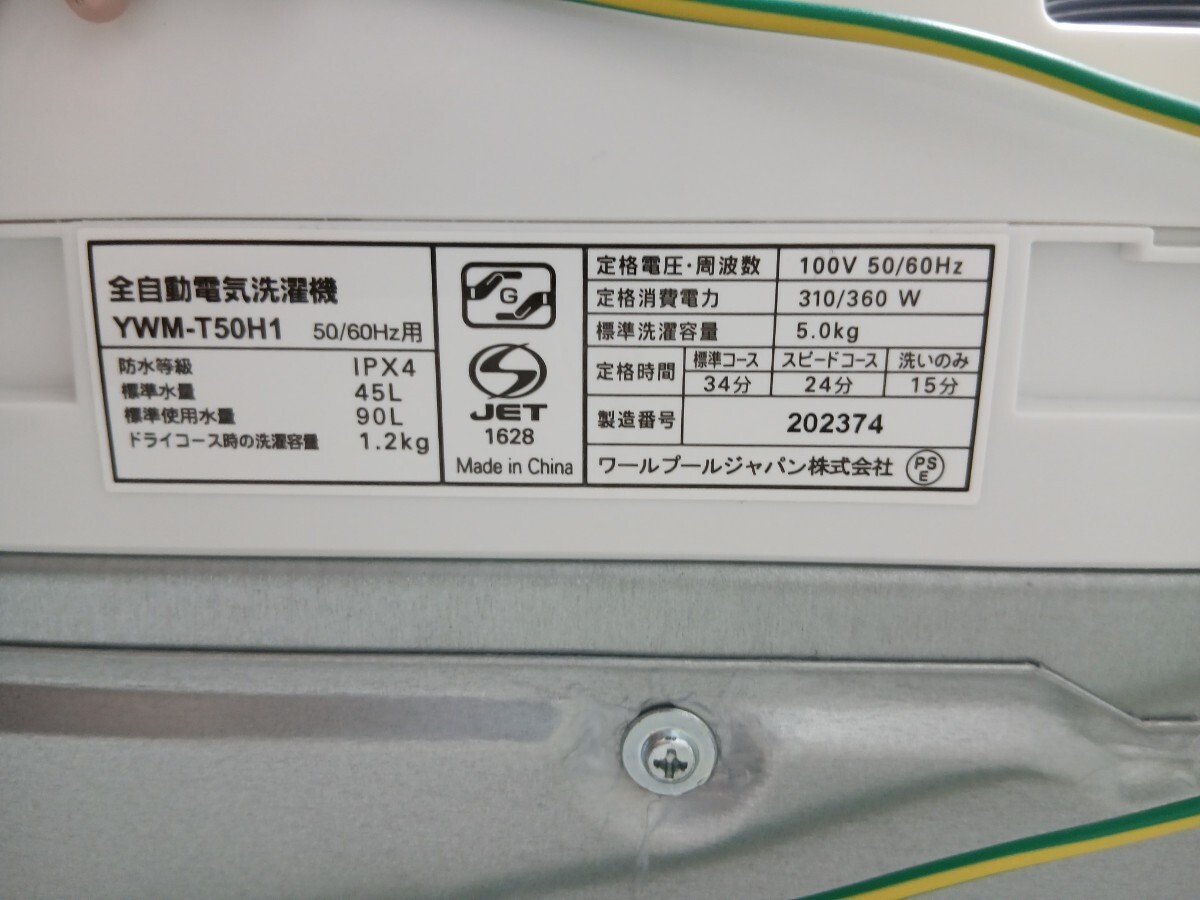 全自動電気洗濯機
YWM-T50H1 50/60Hz用
防水等級 IPX4
標準水量 45L
標準使用水量 90L
ドライコース時の洗濯容量 1.2kg
G
JET
1628
Made in China
定格電圧・周波数 100V 50/60Hz
定格消費電力 310/360 W
標準洗濯容量 5.0kg
定格時間 標準コース スピードコース 洗いのみ
34分 24分 15分
製造番号 202374
ワールプールジャパン株式会社 PS
E